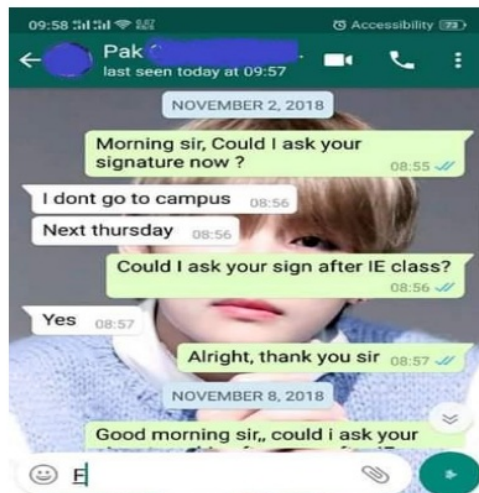 09:58
Accessibility 72
Pak
last seen today at 09:57
NOVEMBER 2, 2018
Morning sir, Could I ask your
signature now ?
08:55
I dont go to campus 08:56
Next thursday 08:56
Could I ask your sign after IE class?
08:56
Yes 08:57
Alright, thank you sir 08:57
NOVEMBER 8, 2018
Good morning sir,, could i ask your
F